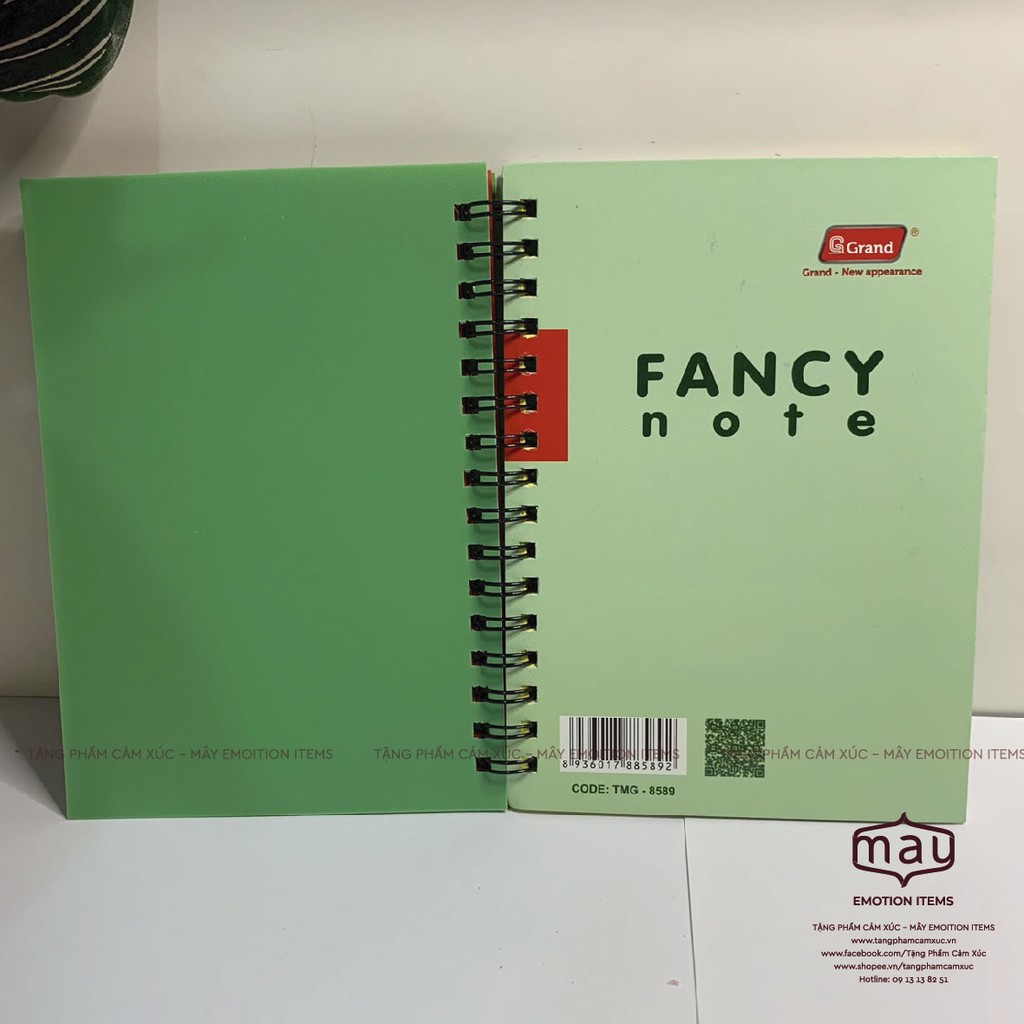 Grand ®
Grand - New appearance
FANCY
note
8 936017 885892
CODE: TMG - 8589
TẶNG PHẨM CẢM XÚC – MÂY EMOITION ITEMS TẶNG PHẨM CẢM XÚC – MÂY EMOITION ITEMS TẶNG PHẨM CẢM XÚC – MÂY EMOITION ITEMS
may
EMOTION ITEMS
TẶNG PHẨM CẢM XÚC – MÂY EMOITION ITEMS
www.tangphamcamxuc.vn
www.facebook.com/Tặng Phẩm Cảm Xúc
www.shopee.vn/tangphamcamxuc
Hotline: 09 13 13 82 51